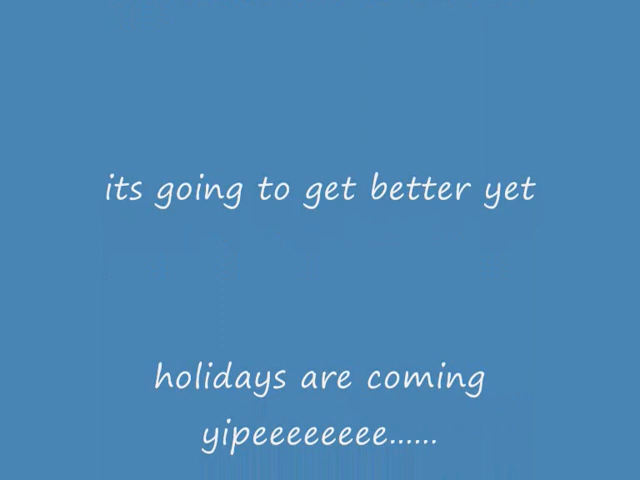 its going to get better yet
holidays are coming
yipeeeeeeee......